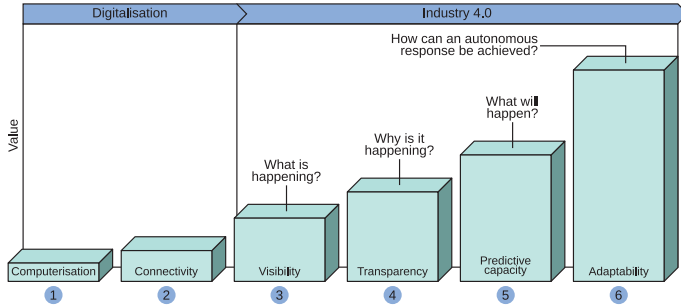 Digitalisation
Industry 4.0
How can an autonomous
response be achieved?
What will
happen?
Why is it
happening?
What is
happening?
Value
Computerisation
Connectivity
Visibility
Transparency
Predictive
capacity
Adaptability
1
2
3
4
5
6